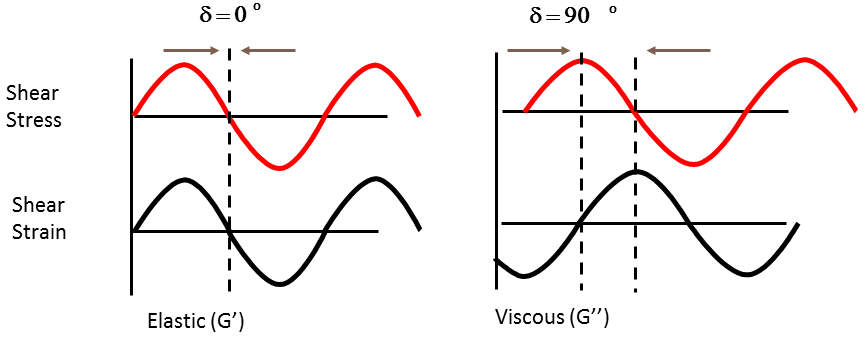 δ=0 °
δ=90 °
Shear
Stress
Shear
Strain
Elastic (G’)
Viscous (G’’)